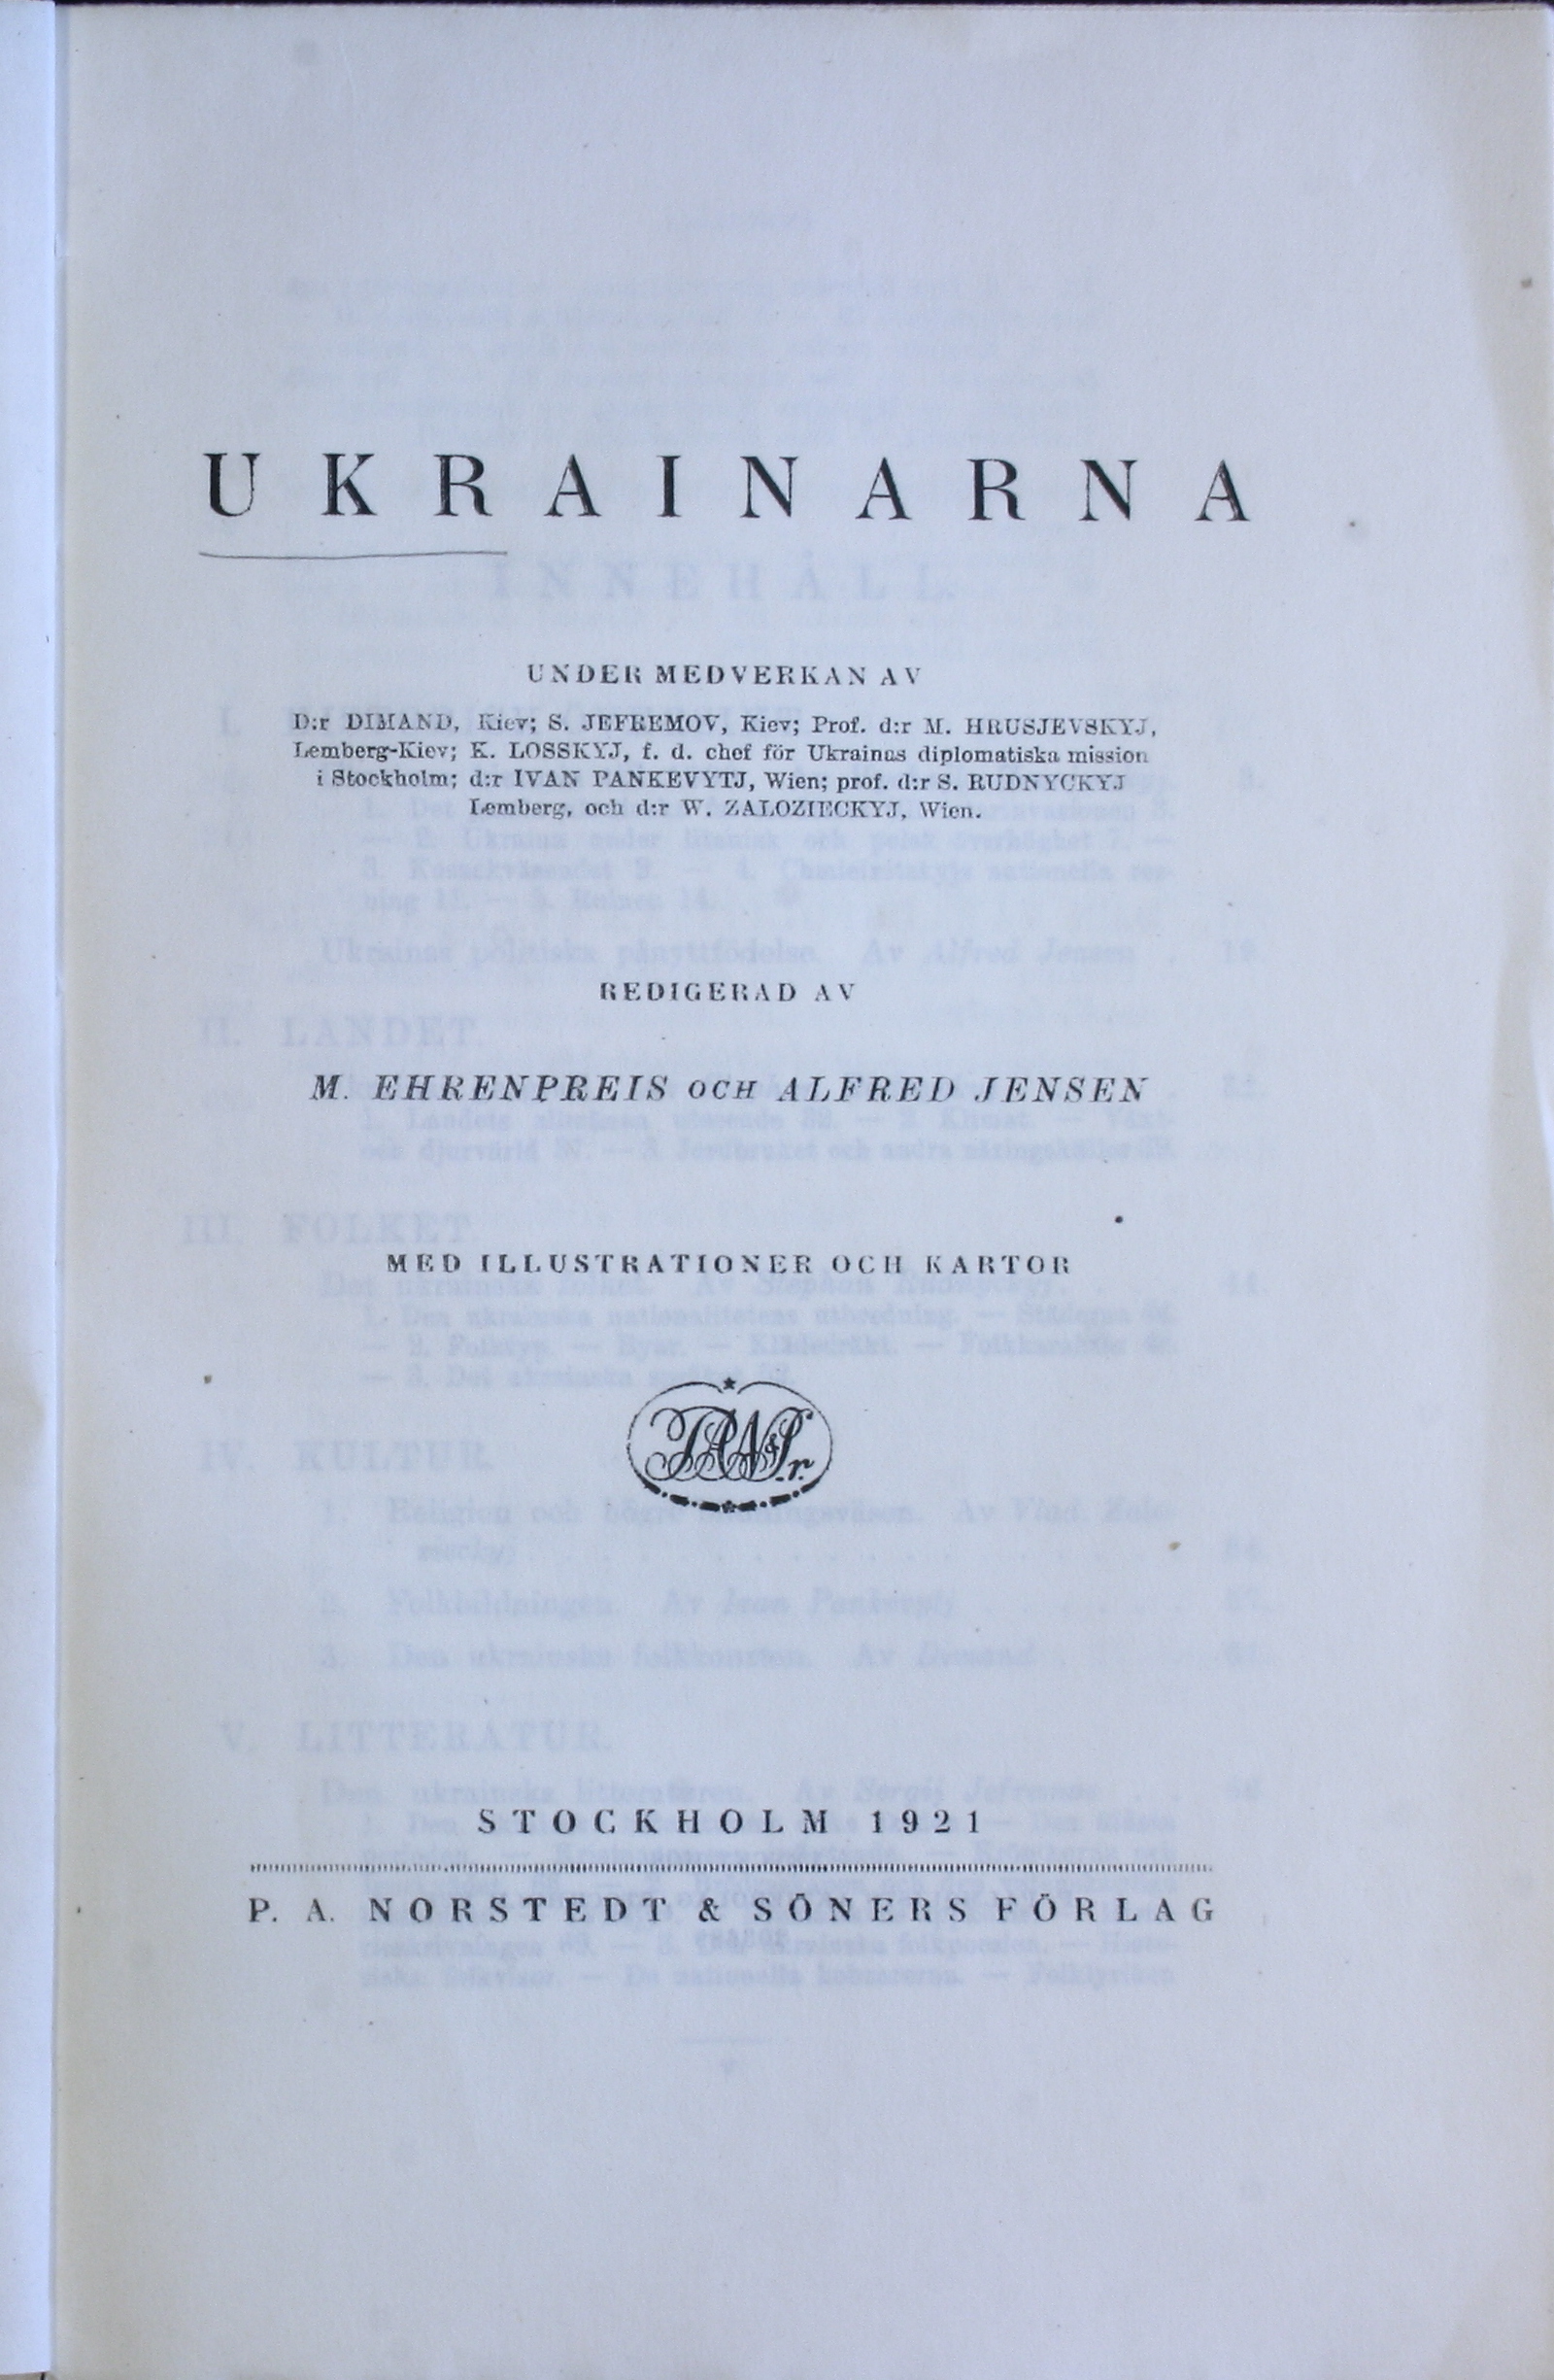 UKRAINARNA
UNDER MEDVERKAN AV
D:r DIMAND, Kiev; S. JEFREMOV, Kiev; Prof. d:r M. HRUSJEVSKYJ,
Lemberg-Kiev; K. LOSSKYJ, f. d. chef för Ukrainas diplomatiska mission
i Stockholm; d:r IVAN PANKEVYTJ, Wien; prof. d:r S. RUDNYCKYJ
Lemberg, och d:r W. ZALOZIECKYJ, Wien.
REDIGERAD AV
M. EHRENPREIS OCH ALFRED JENSEN
MED ILLUSTRATIONER OCH KARTOR
STOCKHOLM 1921
P. A. NORSTEDT & SÖNERS FÖRLAG